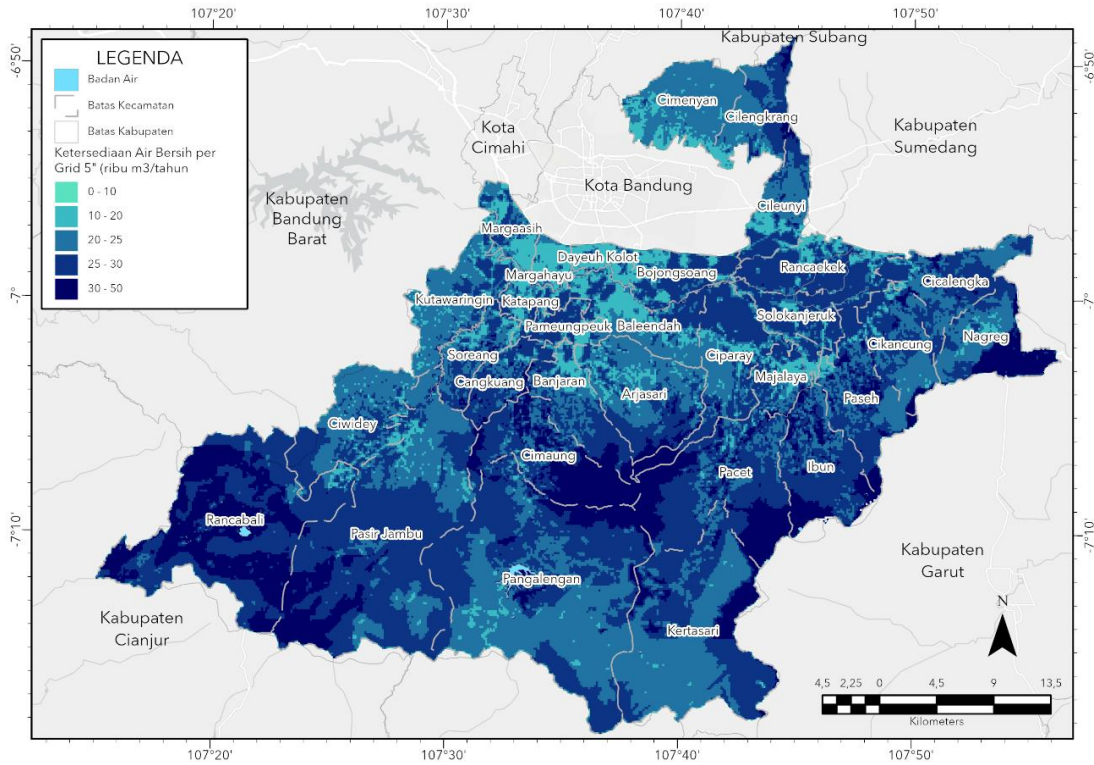 107°20' 107°30' 107°40' 107°50'
-6°50' -6°50'
-7° -7°
-7°10' -7°10'
LEGENDA
Badan Air
Batas Kecamatan
Batas Kabupaten
Ketersediaan Air Bersih per
Grid 5" (ribu m3/tahun
0 - 10
10 - 20
20 - 25
25 - 30
30 - 50
Kabupaten Subang
Cimenyan
Cilengkrang
Kota
Cimahi
Kabupaten
Sumedang
Kota Bandung
Kabupaten
Bandung
Barat
Cileunyi
Margaasih
Dayeuh Kolot
Margahayu
Bojongsoang
Rancaekek
Cicalengka
Kutawaringin
Katapang
Solokanjeruk
Pameungpeuk
Baleendah
Nagreg
Cikancung
Soreang
Ciparay
Cangkuang
Banjaran
Majalaya
Arjasari
Paseh
Ciwidey
Cimaung
Pacet
Ibun
Rancabali
Pasir Jambu
Pangalengan
Kabupaten
Garut
Kabupaten
Cianjur
Kertasari
N
4,5 2,25 0 4,5 9 13,5
Kilometers
107°20' 107°30' 107°40' 107°50'